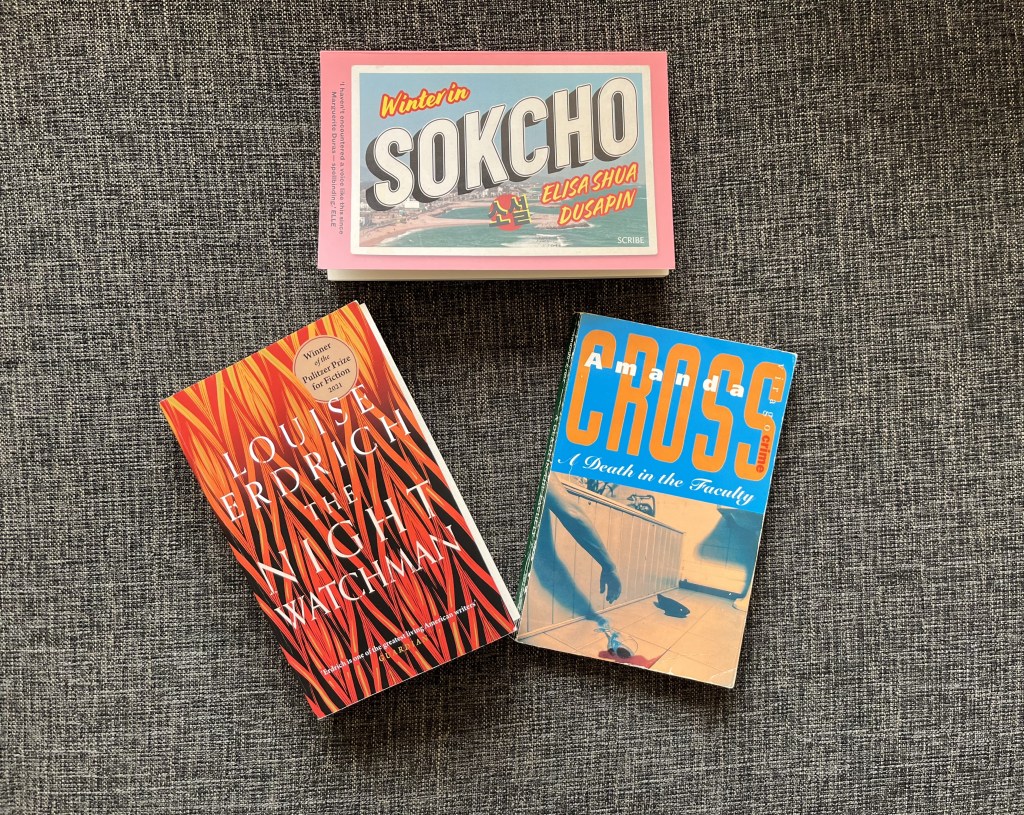 'I haven't encountered a voice like this since
Marguerite Duras — spellbinding.' ELLE
Winter in
SOKCHO
ELISA SHUA
DUSAPIN
SCRIBE
Winner
of the
Pulitzer Prize
for Fiction
2021
LOUISE
ERDRICH
THE
NIGHT
WATCHMAN
'Erdrich is one of the greatest living American writers'
GUARDIAN
Amanda
CROSS
Virago crime
A Death in the Faculty